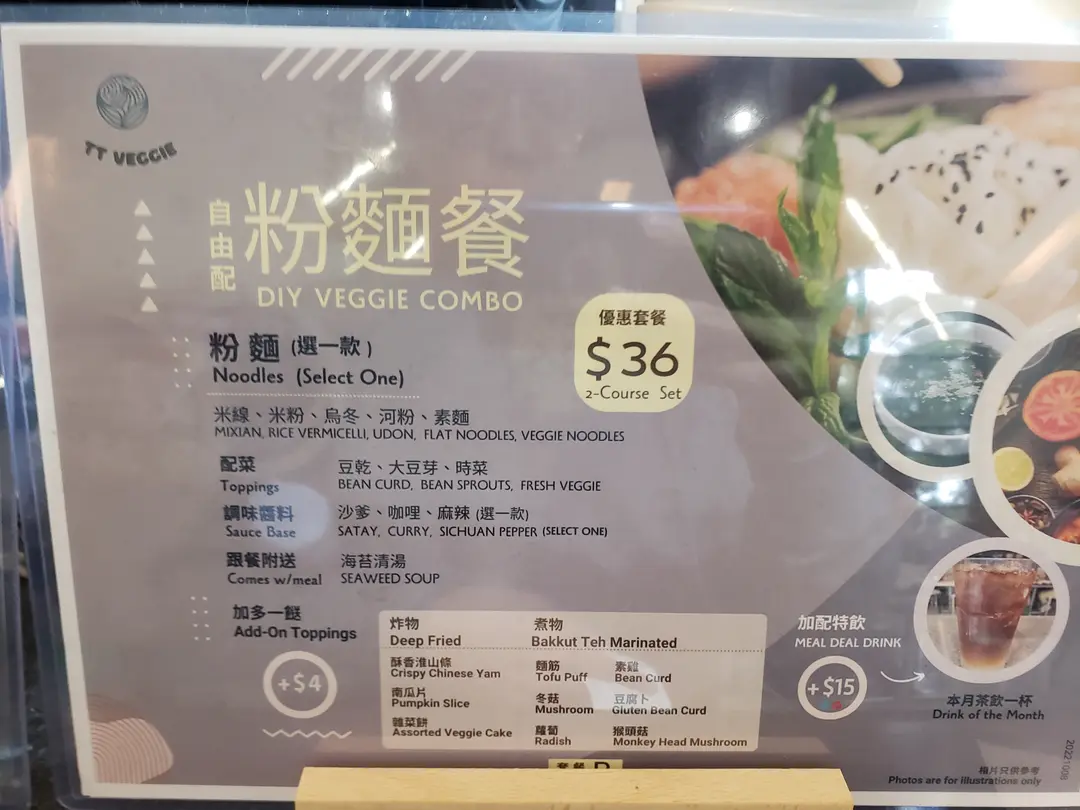 TT VEGGIE
自由配
粉麵餐
DIY VEGGIE COMBO
優惠套餐
$36
2-Course Set
粉麵 (選一款)
Noodles (Select One)
米線、米粉、烏冬、河粉、素麵
MIXIAN, RICE VERMICELLI, UDON, FLAT NOODLES, VEGGIE NOODLES
配菜 豆乾、大豆芽、時菜
Toppings BEAN CURD, BEAN SPROUTS, FRESH VEGGIE
調味醬料 沙爹、咖哩、麻辣 (選一款)
Sauce Base SATAY, CURRY, SICHUAN PEPPER (SELECT ONE)
跟餐附送 海苔清湯
Comes w/meal SEAWEED SOUP
加多一餸
Add-On Toppings
+$4
炸物 煮物
Deep Fried Bakkut Teh Marinated
酥香淮山條 麵筋 素雞
Crispy Chinese Yam Tofu Puff Bean Curd
南瓜片 冬菇 豆腐卜
Pumpkin Slice Mushroom Gluten Bean Curd
雜菜餅 蘿蔔 猴頭菇
Assorted Veggie Cake Radish Monkey Head Mushroom
加配特飲
MEAL DEAL DRINK
+$15
本月茶飲一杯
Drink of the Month
相片只供參考
Photos are for illustrations only
20221008
套餐 D